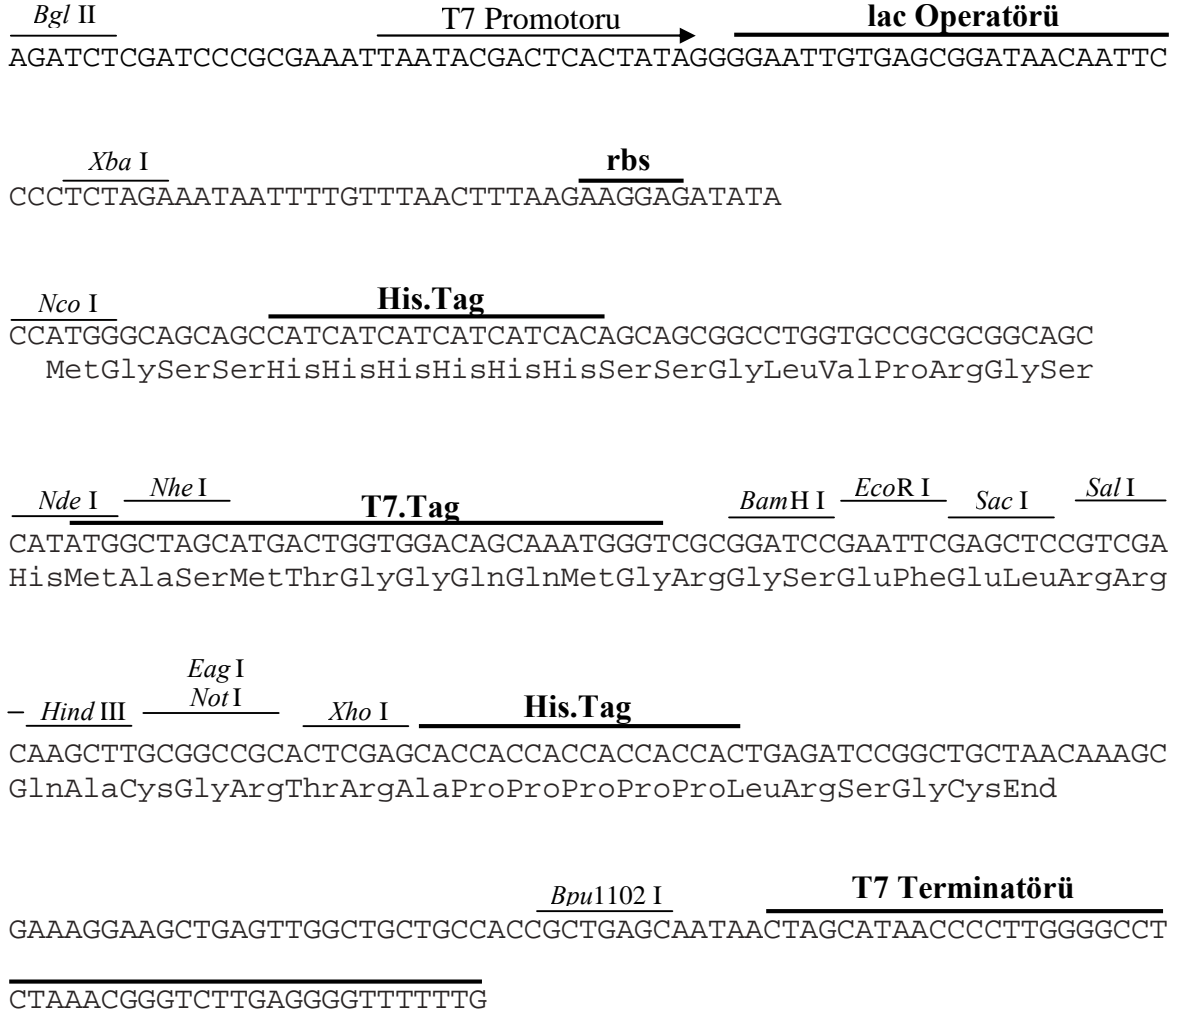 Bgl II T7 Promotoru lac Operatörü
AGATCTCGATCCCGCGAAATTAATACGACTCACTATAGGGGAATTGTGAGCGGATAACAATTC
Xba I rbs
CCCTCTAGAAATAATTTTGTTTAACTTTAAGAAGGAGATATA
Nco I His.Tag
CCATGGGCAGCAGCCATCATCATCATCATCACAGCAGCGGCCTGGTGCCGCGCGGCAGC
MetGlySerSerHisHisHisHisHisHisSerSerGlyLeuValProArgGlySer
Nde I Nhe I T7.Tag BamH I EcoR I Sac I Sal I
CATATGGCTAGCATGACTGGTGGACAGCAAATGGGTCGCGGATCCGAATTCGAGCTCCGTCGA
HisMetAlaSerMetThrGlyGlyGlnGlnMetGlyArgGlySerGluPheGluLeuArgArg
Eag I
Hind III Not I Xho I His.Tag
CAAGCTTGCGGCCGCACTCGAGCACCACCACCACCACCACTGAGATCCGGCTGCTAACAAAGC
GlnAlaCysGlyArgThrArgAlaProProProProProLeuArgSerGlyCysEnd
Bpu1102 I T7 Terminatörü
GAAAGGAAGCTGAGTTGGCTGCTGCCACCGCTGAGCAATAACTAGCATAACCCCTTGGGGCCT
CTAAACGGGTCTTGAGGGGTTTTTTG